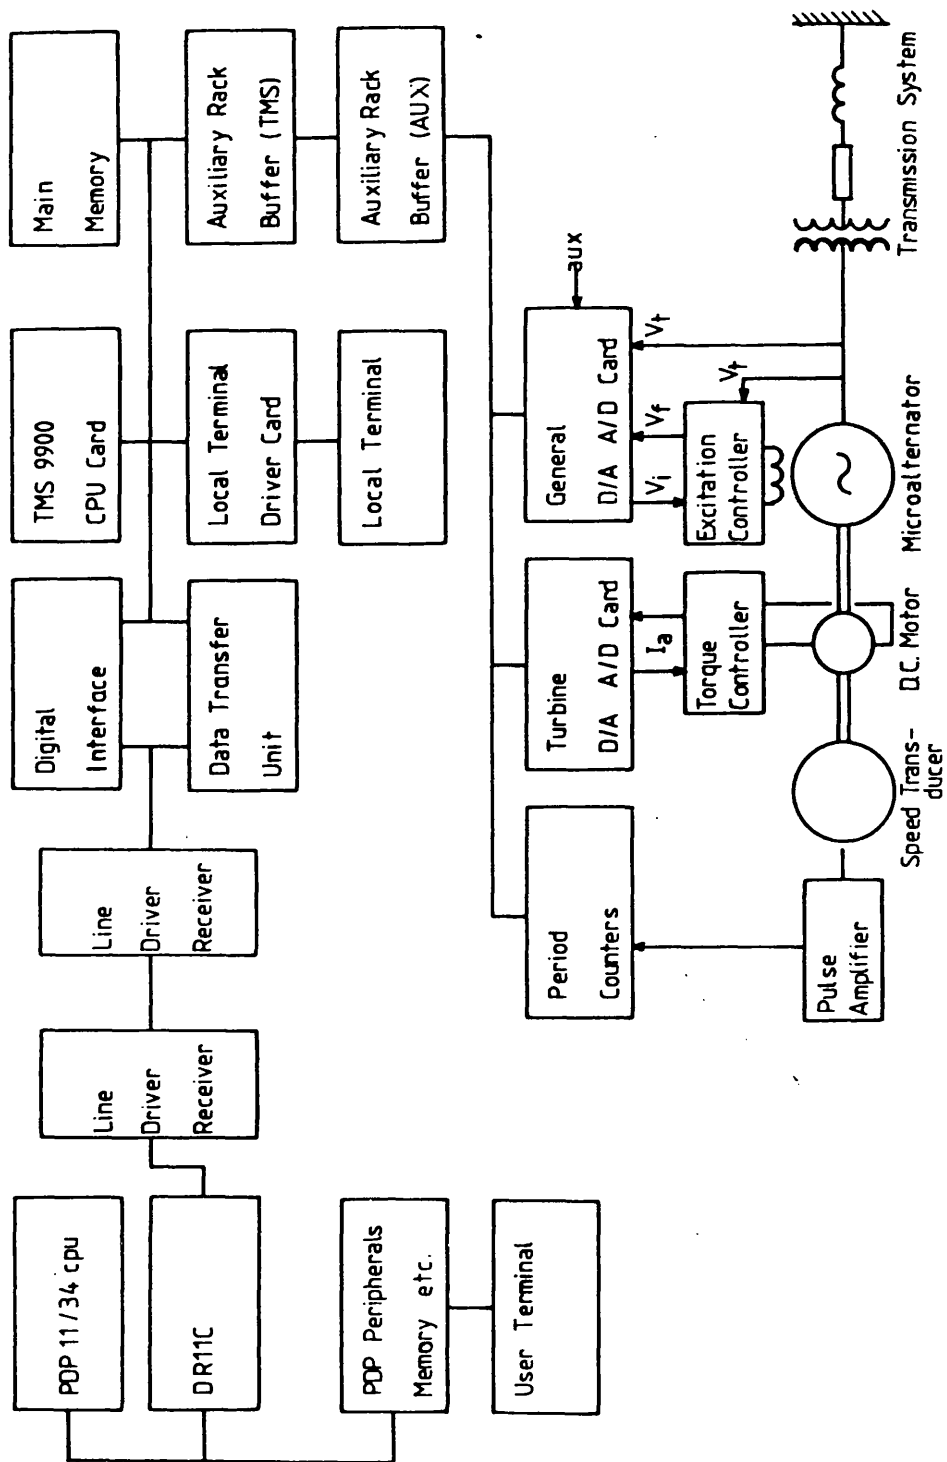 PDP 11/34 cpu
DR11C
PDP Peripherals
Memory etc.
User Terminal
Line
Driver
Receiver
Line
Driver
Receiver
Digital
Interface
Data Transfer
Unit
TMS 9900
CPU Card
Local Terminal
Driver Card
Local Terminal
Main
Memory
Auxiliary Rack
Buffer (TMS)
Auxiliary Rack
Buffer (AUX)
Period
Counters
Turbine
D/A A/D Card
General
D/A A/D Card
aux
Ia
Vi
Vf
Vt
Vt
Torque
Controller
Excitation
Controller
Pulse
Amplifier
Speed Trans-
ducer
D.C. Motor
Microalternator
Transmission System